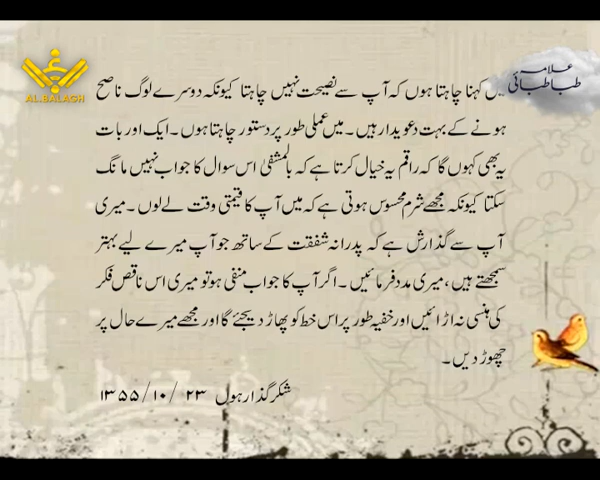 AL.BALAGH
علامہ
طباطبائی
کہنا چاہتا ہوں کہ آپ سے نصیحت نہیں چاہتا کیونکہ دوسرے لوگ ناصح
ہونے کے بہت دعویدار ہیں۔ میں عملی طور پر دستور چاہتا ہوں۔ ایک اور بات
یہ بھی کہوں گا کہ راقم یہ خیال کرتا ہے کہ بالمشفیٰ اس سوال کا جواب نہیں مانگ
سکتا کیونکہ مجھے شرم محسوس ہوتی ہے کہ میں آپ کا قیمتی وقت لے لوں۔ میری
آپ سے گذارش ہے کہ پدرانہ شفقت کے ساتھ جو آپ میرے لیے بہتر
سمجھتے ہیں، میری مدد فرمائیں۔ اگر آپ کا جواب منفی ہو تو میری اس ناقص فکر
کی ہنسی نہ اڑائیں اور خفیہ طور پر اس خط کو پھاڑ دیجئے گا اور مجھے میرے حال پر
چھوڑ دیں۔
شکر گذار ہوں ۲۳ /۱۰/ ۱۳۵۵